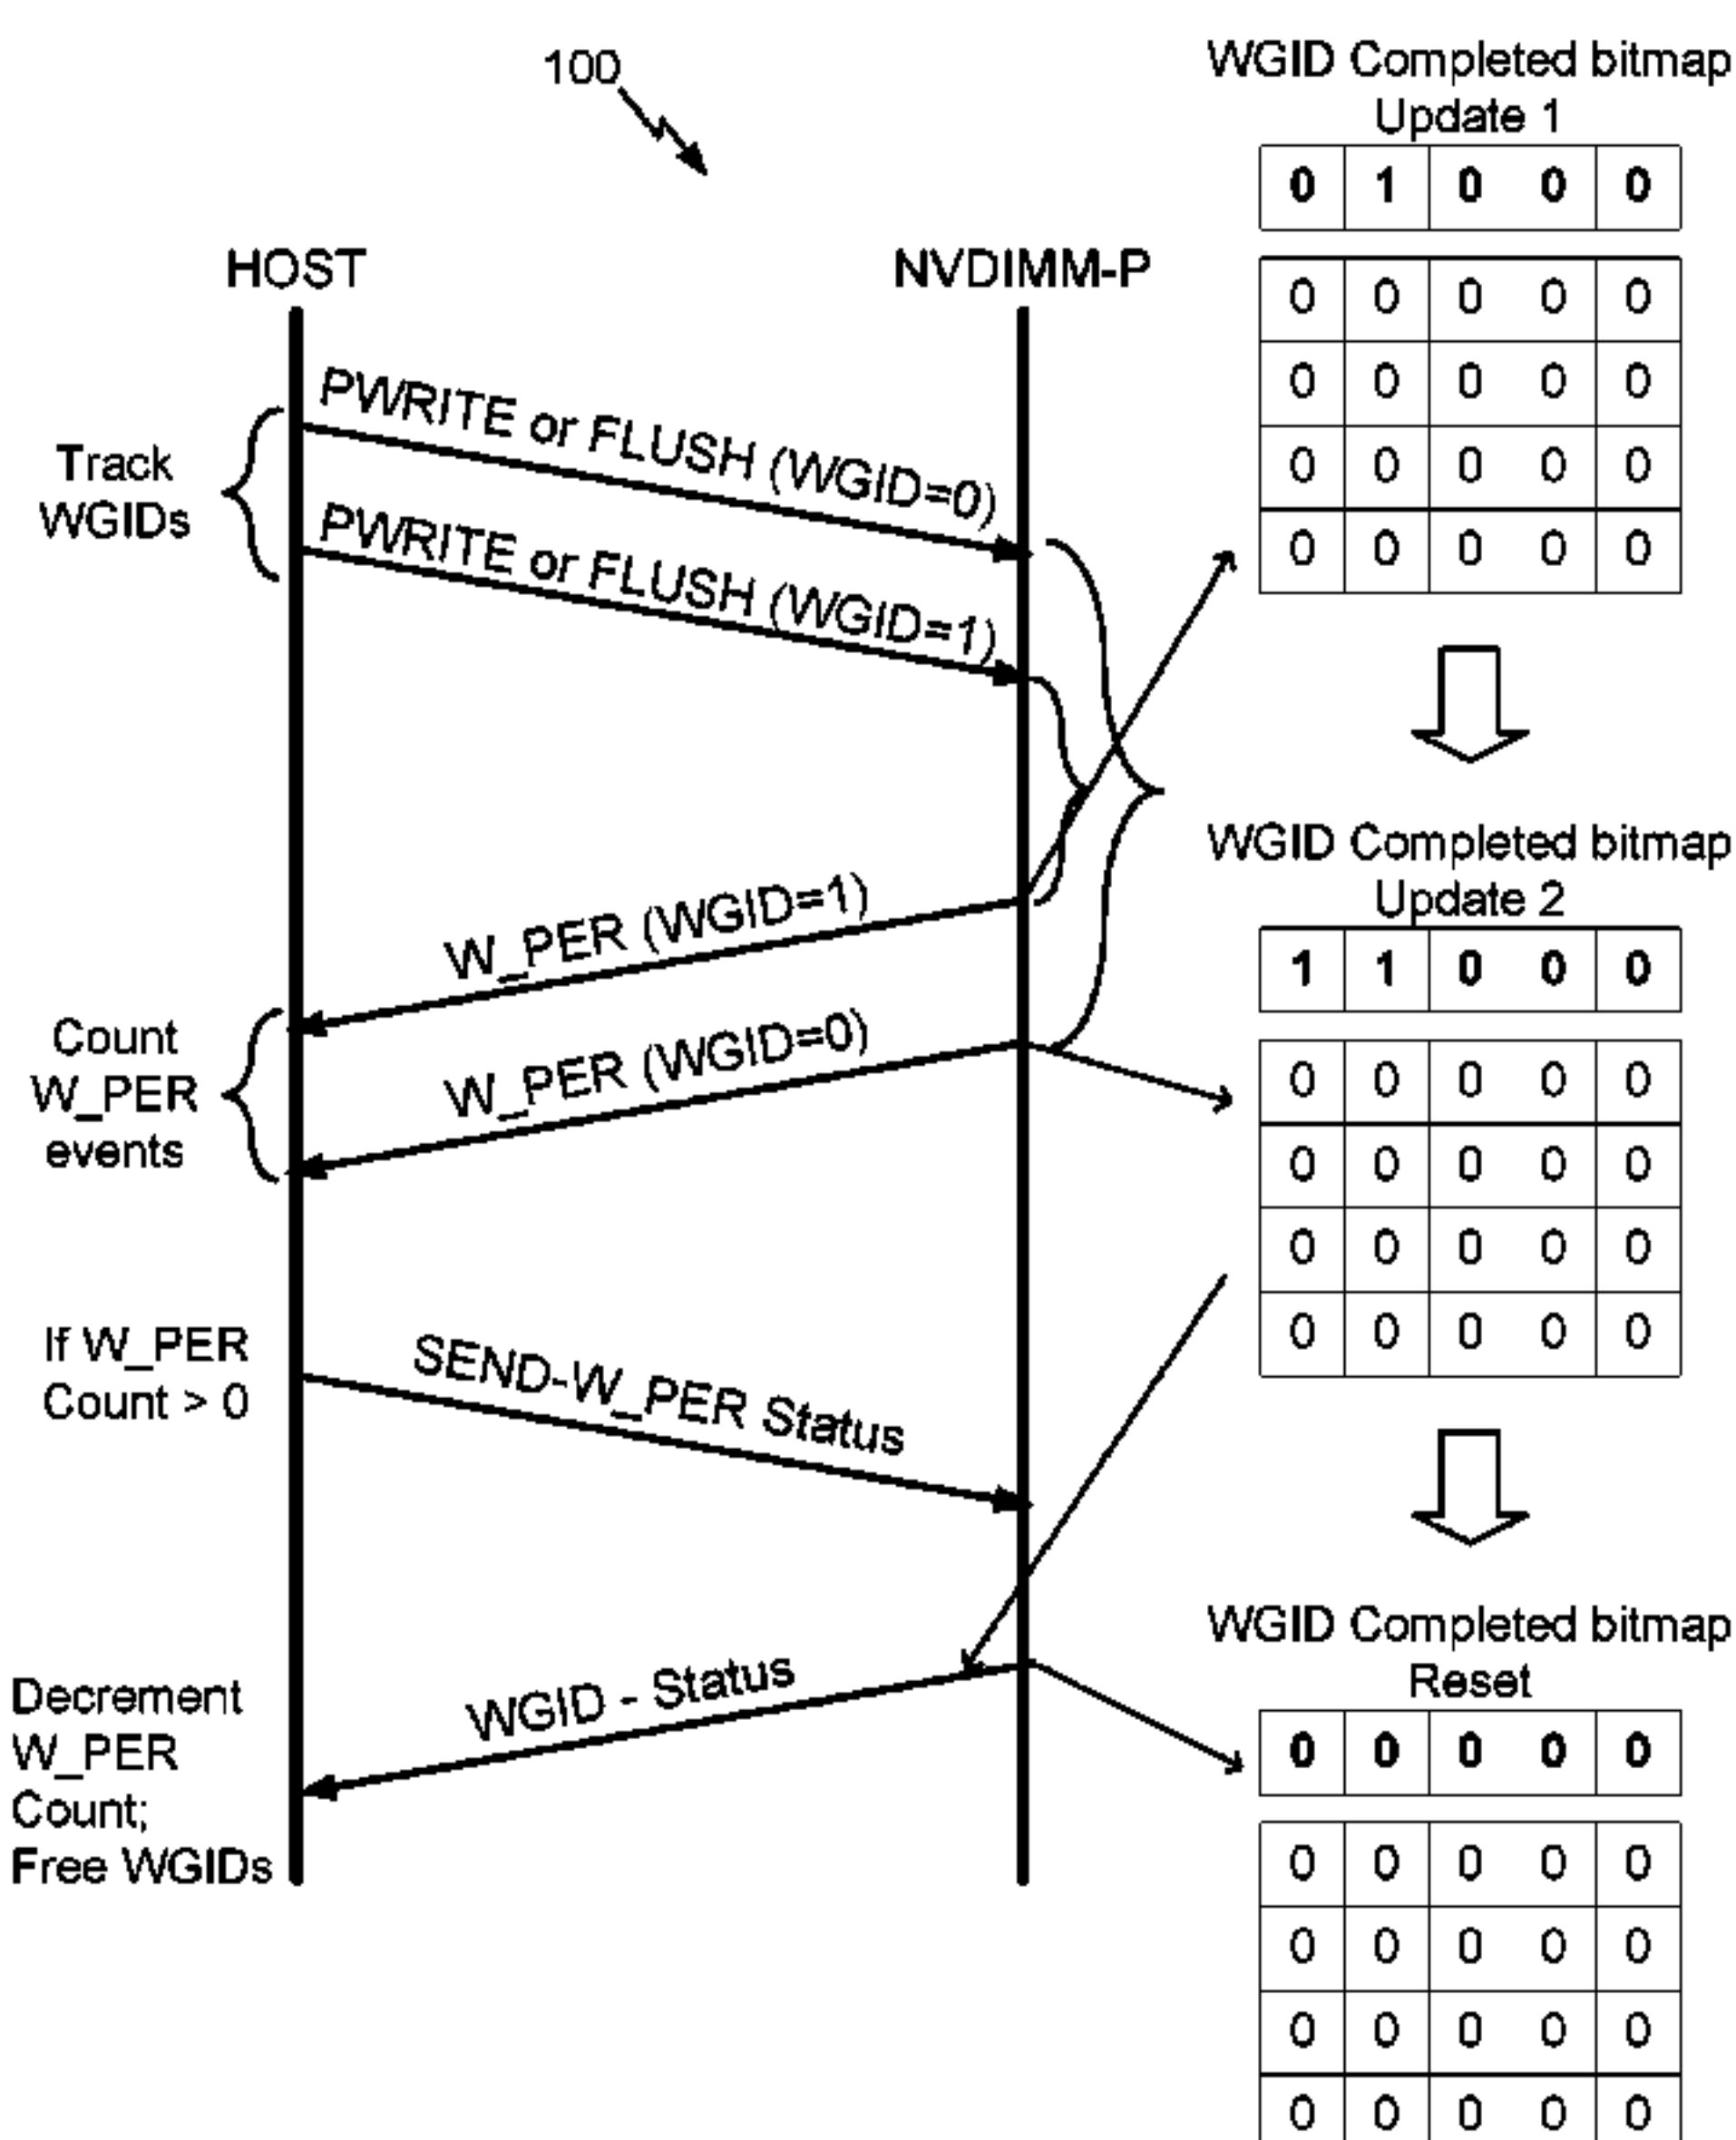 100
HOST
NVDIMM-P
Track
WGIDs
PWRITE or FLUSH (WGID=0)
PWRITE or FLUSH (WGID=1)
W_PER (WGID=1)
Count
W_PER
events
W_PER (WGID=0)
If W_PER
Count > 0
SEND-W_PER Status
WGID - Status
Decrement
W_PER
Count;
Free WGIDs
WGID Completed bitmap
Update 1
0 1 0 0 0
0 0 0 0 0
0 0 0 0 0
0 0 0 0 0
0 0 0 0 0
WGID Completed bitmap
Update 2
1 1 0 0 0
0 0 0 0 0
0 0 0 0 0
0 0 0 0 0
0 0 0 0 0
WGID Completed bitmap
Reset
0 0 0 0 0
0 0 0 0 0
0 0 0 0 0
0 0 0 0 0
0 0 0 0 0